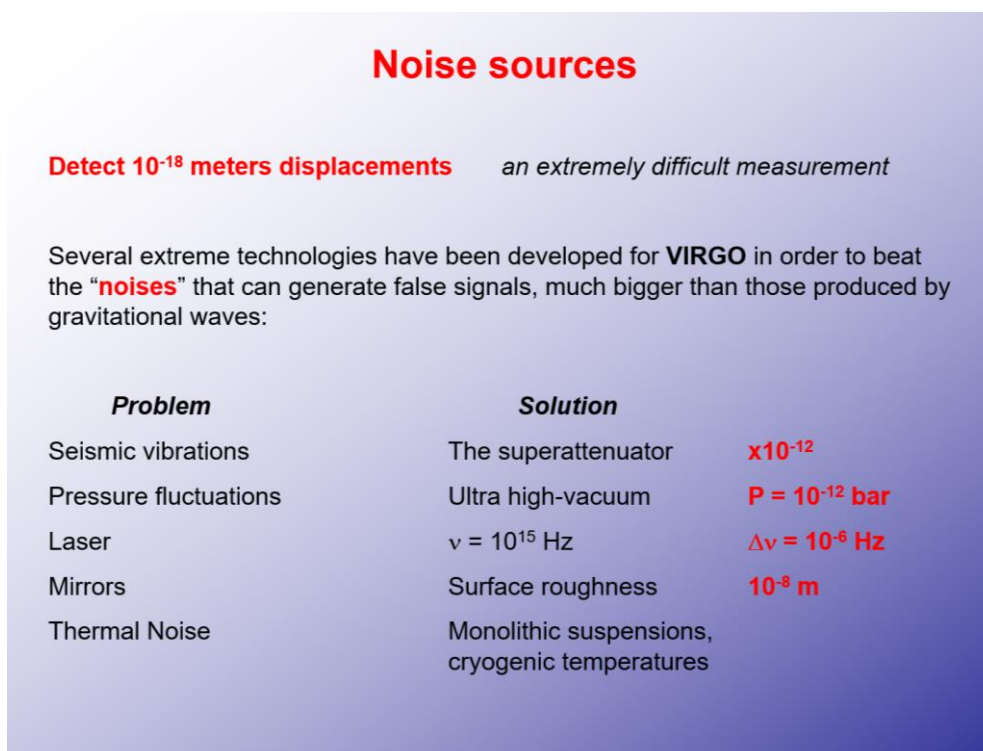 Noise sources
Detect 10⁻¹⁸ meters displacements an extremely difficult measurement
Several extreme technologies have been developed for VIRGO in order to beat
the “noises” that can generate false signals, much bigger than those produced by
gravitational waves:
Problem Solution
Seismic vibrations The superattenuator x10⁻¹²
Pressure fluctuations Ultra high-vacuum P = 10⁻¹² bar
Laser ν = 10¹⁵ Hz Δν = 10⁻⁶ Hz
Mirrors Surface roughness 10⁻⁸ m
Thermal Noise Monolithic suspensions,
cryogenic temperatures